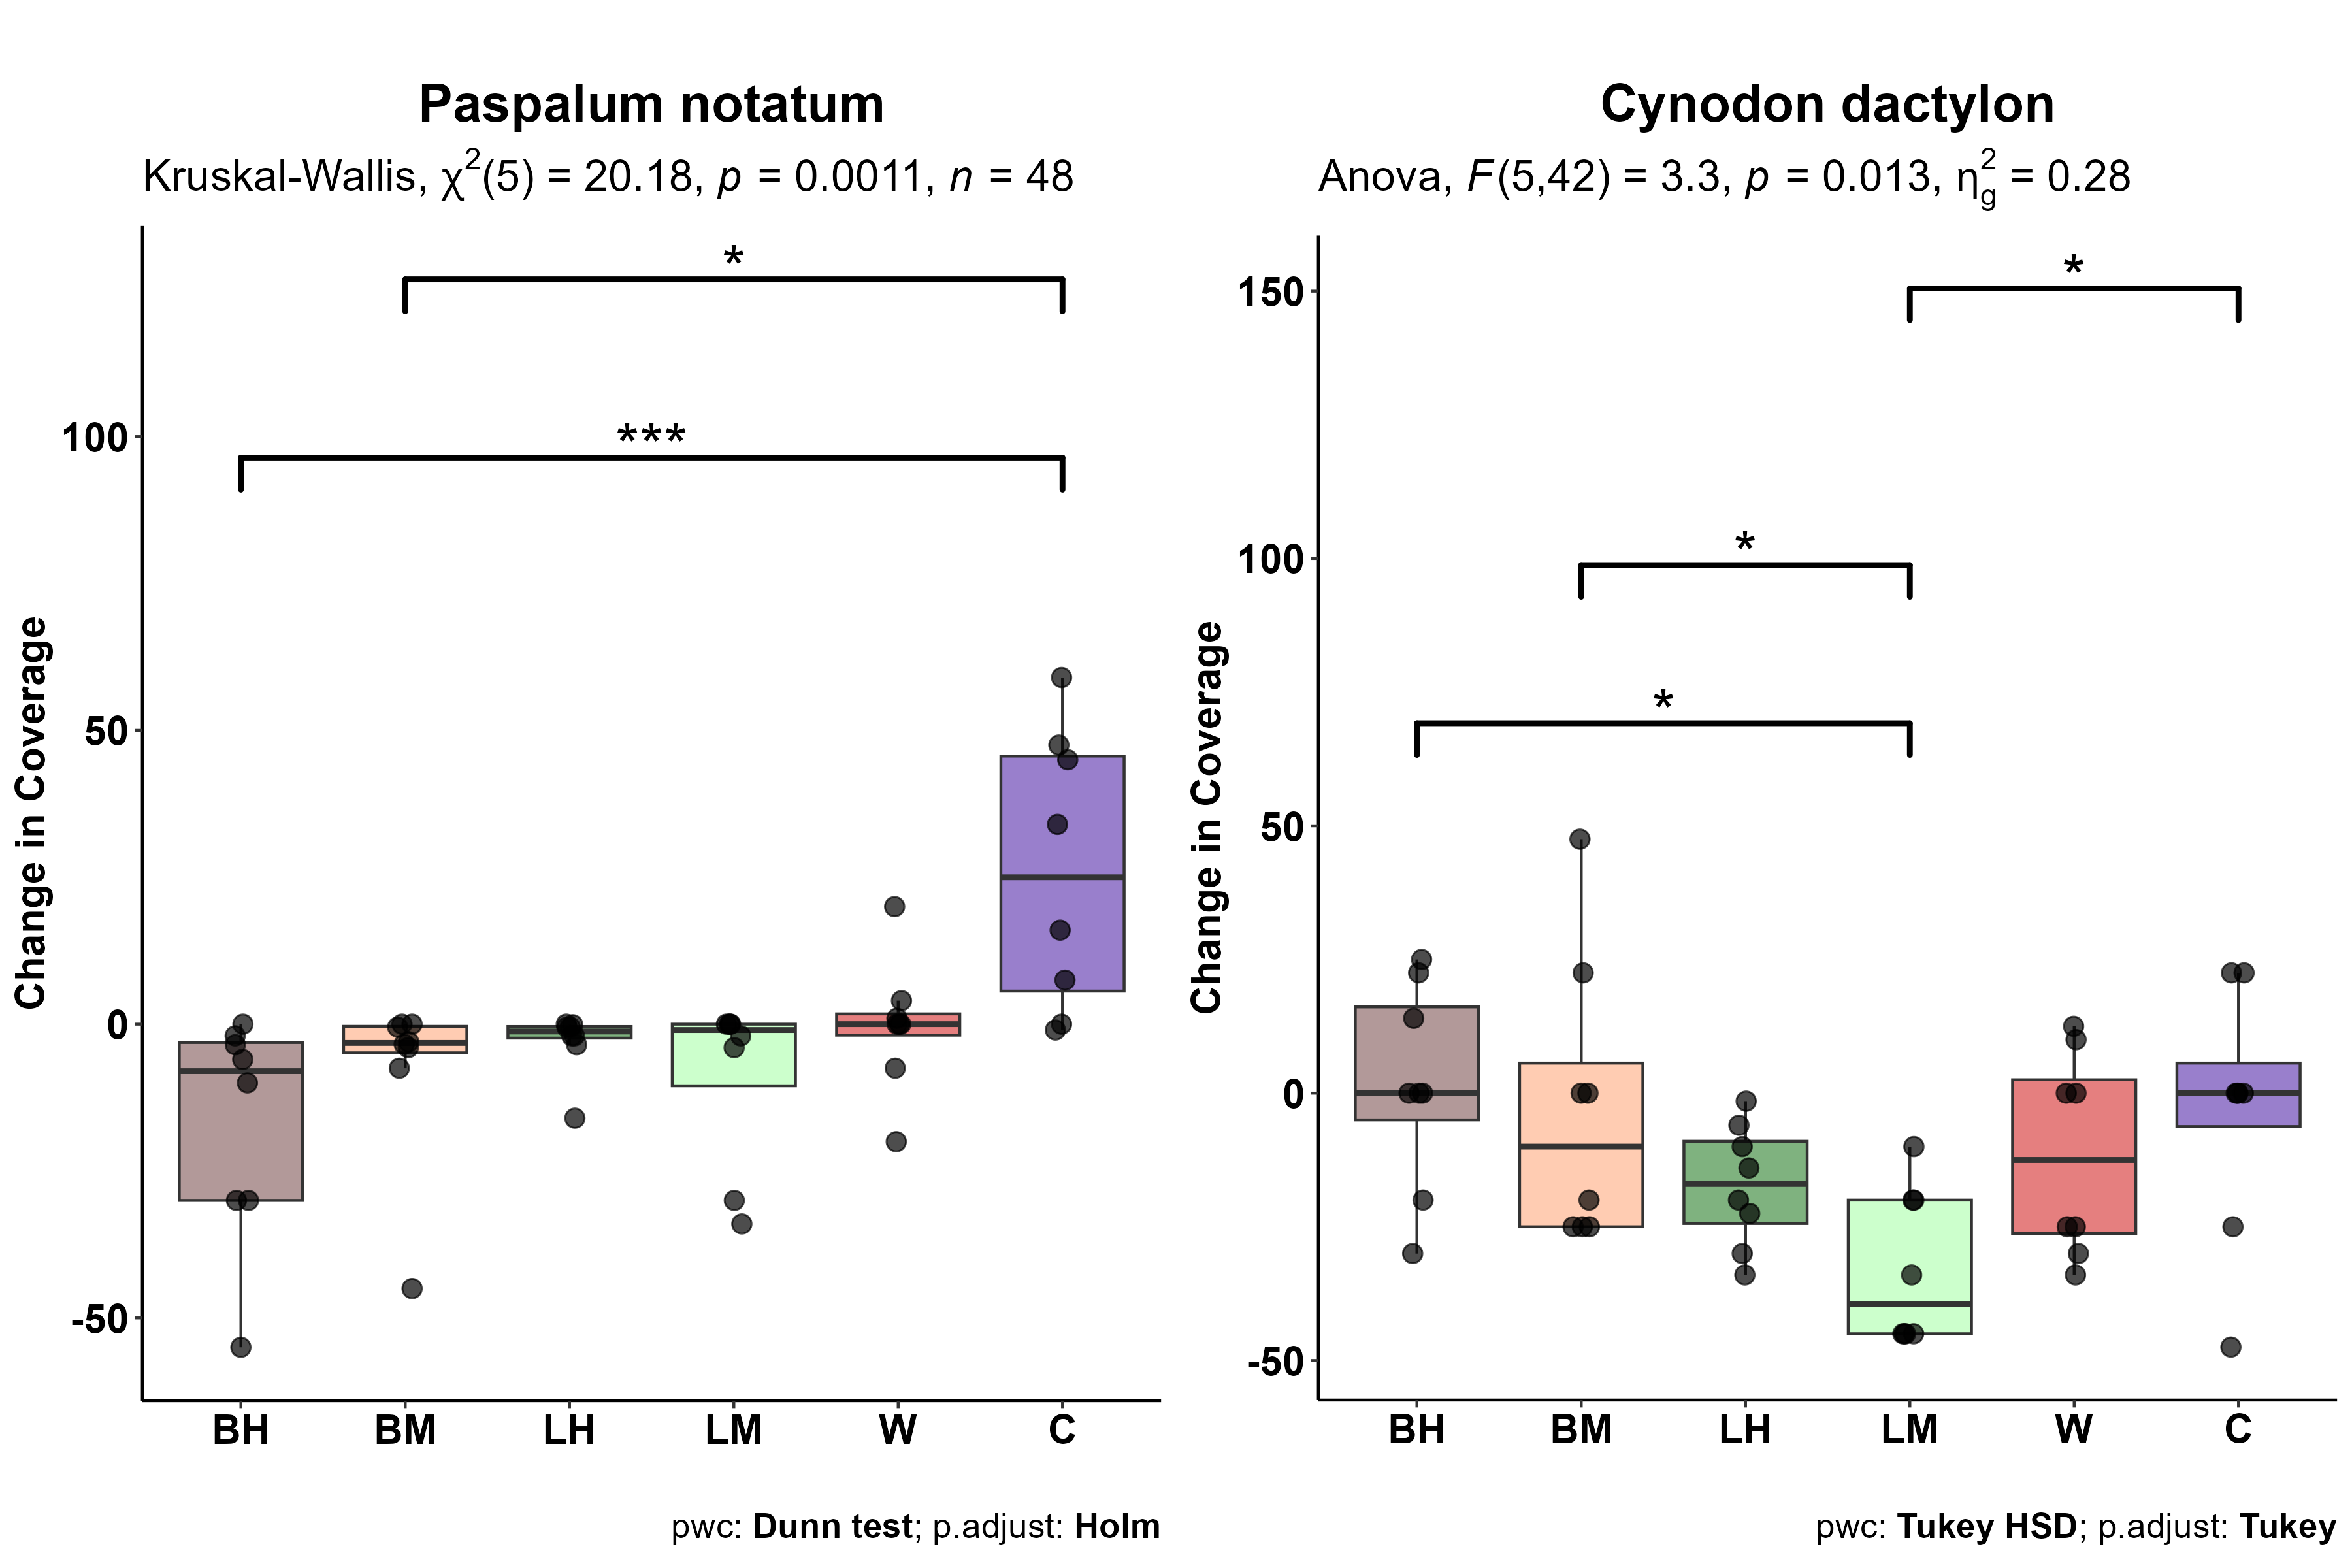 Paspalum notatum
Kruskal-Wallis, χ²(5) = 20.18, p = 0.0011, n = 48
*
***
100
50
0
-50
Change in Coverage
BH BM LH LM W C
pwc: Dunn test; p.adjust: Holm
Cynodon dactylon
Anova, F(5,42) = 3.3, p = 0.013, η²g = 0.28
*
*
*
150
100
50
0
-50
Change in Coverage
BH BM LH LM W C
pwc: Tukey HSD; p.adjust: Tukey